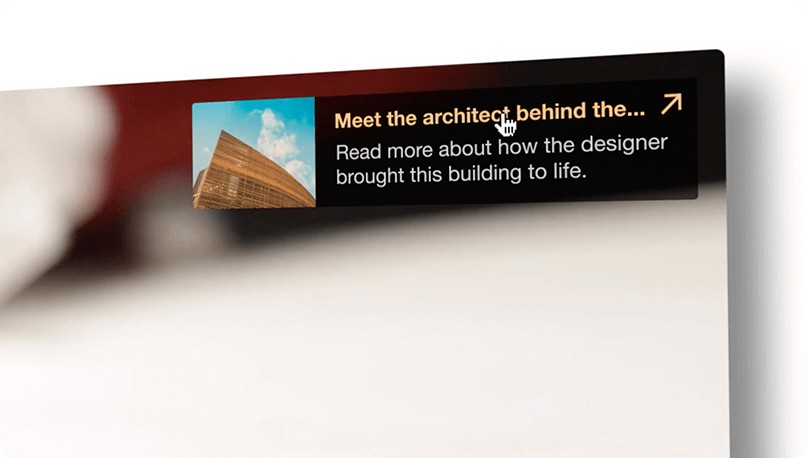 Meet the architect behind the...
Read more about how the designer
brought this building to life.